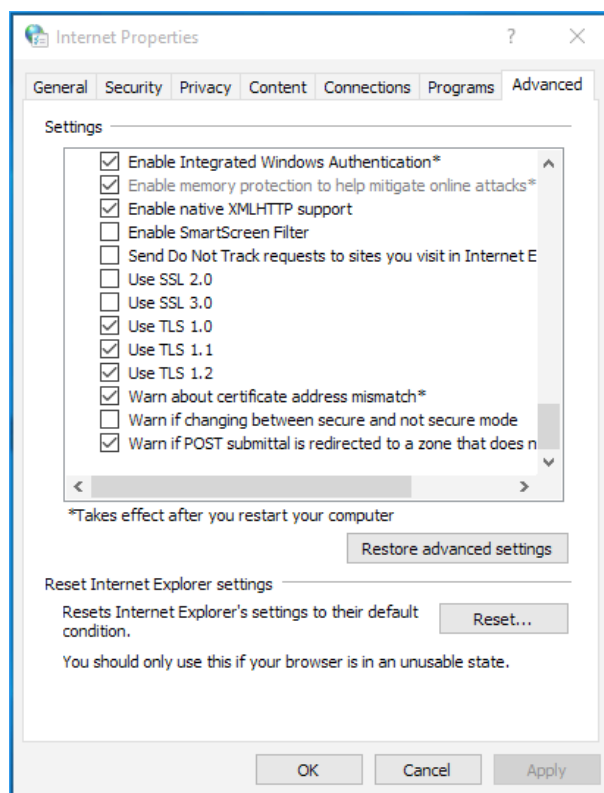 Internet Properties
?
General Security Privacy Content Connections Programs Advanced
Settings
Enable Integrated Windows Authentication*
Enable memory protection to help mitigate online attacks*
Enable native XMLHTTP support
Enable SmartScreen Filter
Send Do Not Track requests to sites you visit in Internet E
Use SSL 2.0
Use SSL 3.0
Use TLS 1.0
Use TLS 1.1
Use TLS 1.2
Warn about certificate address mismatch*
Warn if changing between secure and not secure mode
Warn if POST submittal is redirected to a zone that does n
*Takes effect after you restart your computer
Restore advanced settings
Reset Internet Explorer settings
Resets Internet Explorer's settings to their default
condition.
Reset...
You should only use this if your browser is in an unusable state.
OK Cancel Apply